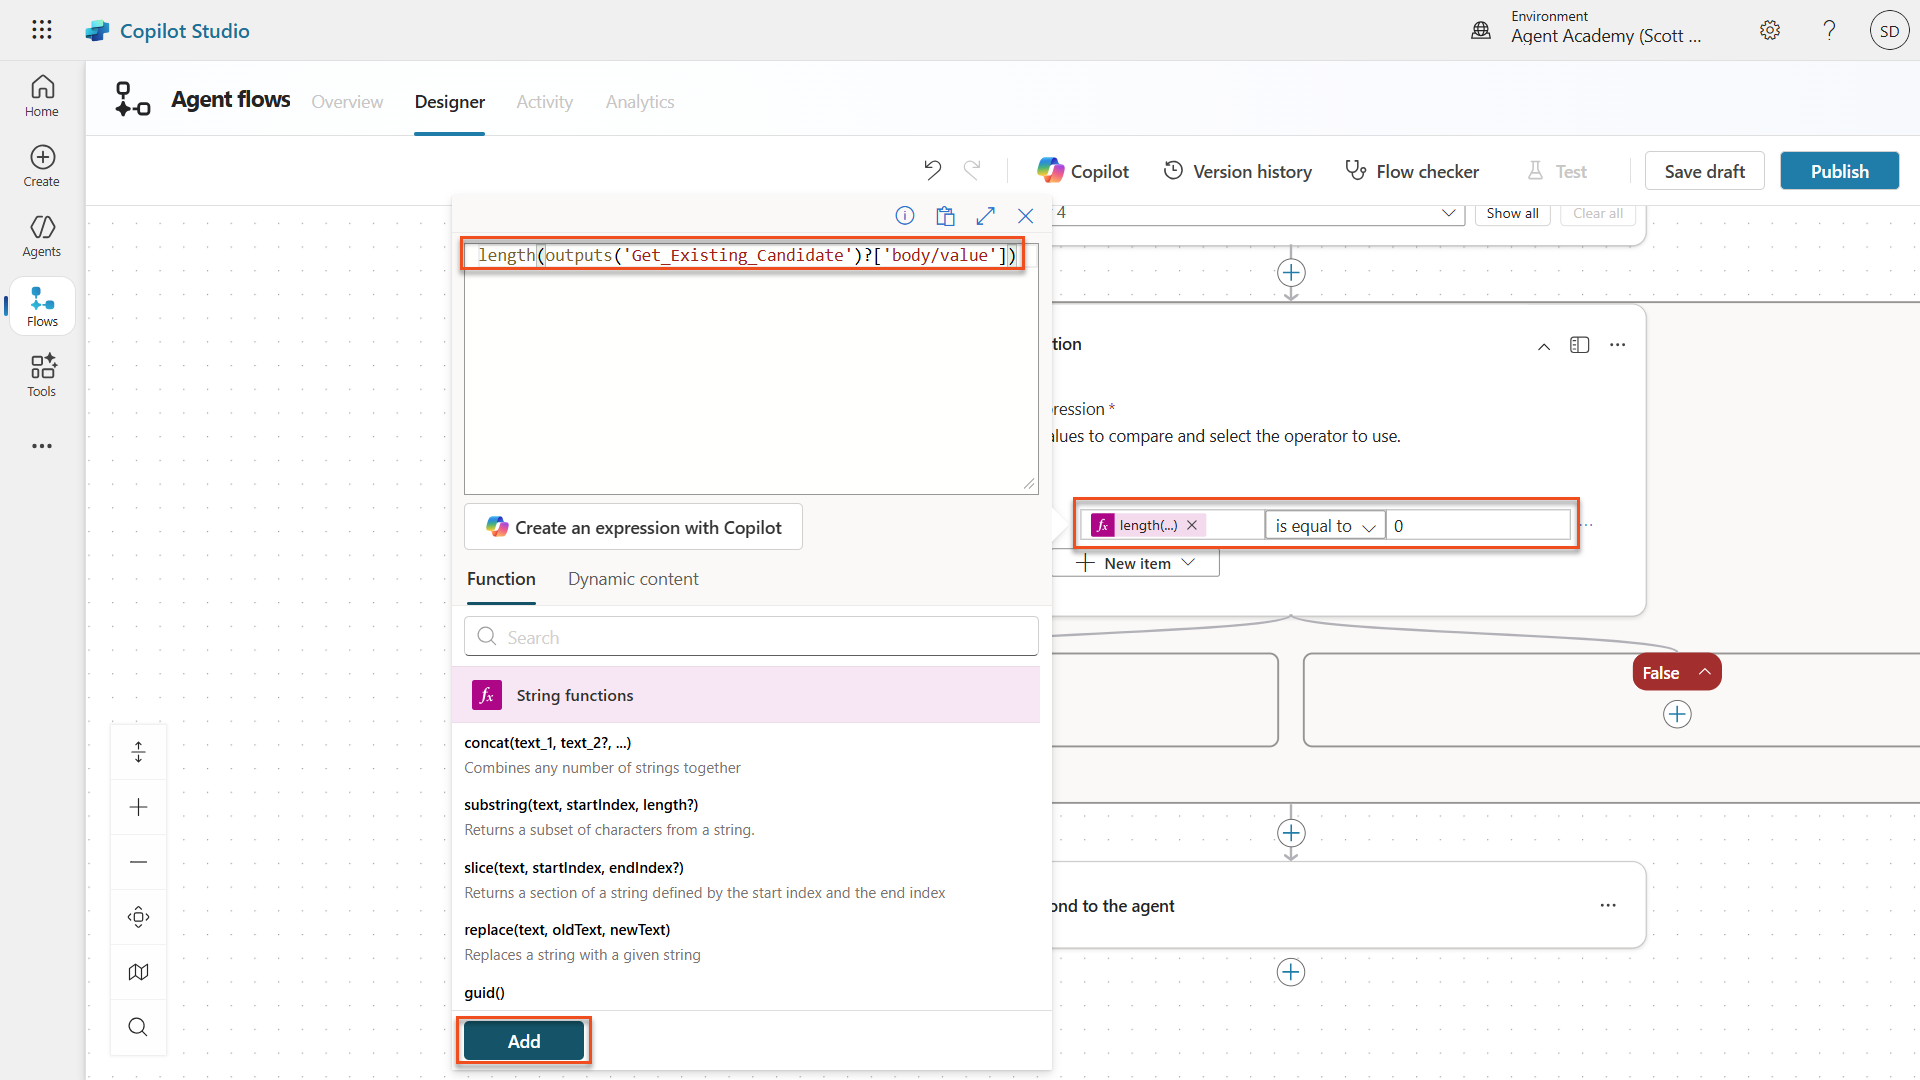 Copilot Studio
Environment
Agent Academy (Scott ...
SD
Home
Create
Agents
Flows
Tools
Agent flows
Overview
Designer
Activity
Analytics
Copilot
Version history
Flow checker
Test
Save draft
Publish
4
Show all
Clear all
length(outputs('Get_Existing_Candidate')?['body/value'])
Create an expression with Copilot
Function
Dynamic content
Search
fx String functions
concat(text_1, text_2?, ...)
Combines any number of strings together
substring(text, startIndex, length?)
Returns a subset of characters from a string.
slice(text, startIndex, endIndex?)
Returns a section of a string defined by the start index and the end index
replace(text, oldText, newText)
Replaces a string with a given string
guid()
Add
tion
pression *
alues to compare and select the operator to use.
fx length(...)
is equal to
0
New item
False
ond to the agent